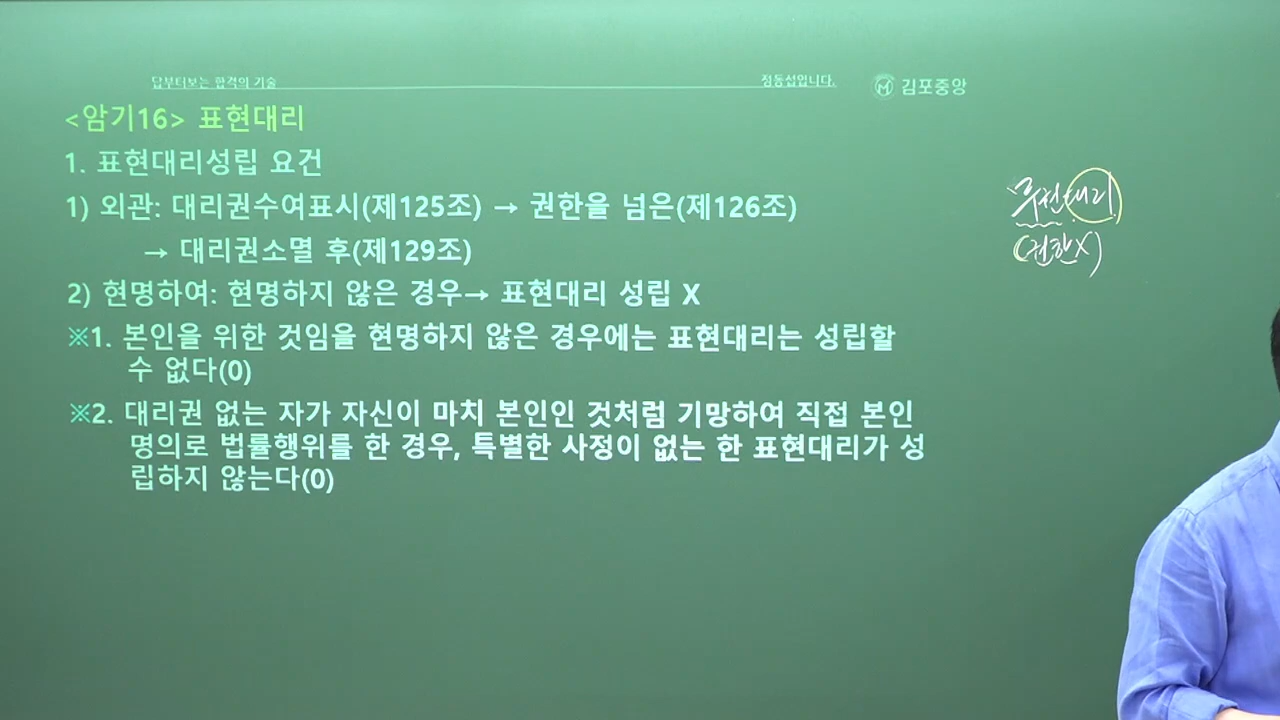 답부터보는 합격의 기술
정동섭입니다.
김포중앙
<암기16> 표현대리
1. 표현대리성립 요건
1) 외관: 대리권수여표시(제125조) → 권한을 넘은(제126조)
→ 대리권소멸 후(제129조)
2) 현명하여: 현명하지 않은 경우→ 표현대리 성립 X
※1. 본인을 위한 것임을 현명하지 않은 경우에는 표현대리는 성립할
수 없다(0)
※2. 대리권 없는 자가 자신이 마치 본인인 것처럼 기망하여 직접 본인
명의로 법률행위를 한 경우, 특별한 사정이 없는 한 표현대리가 성
립하지 않는다(0)
무권대리
(권한X)